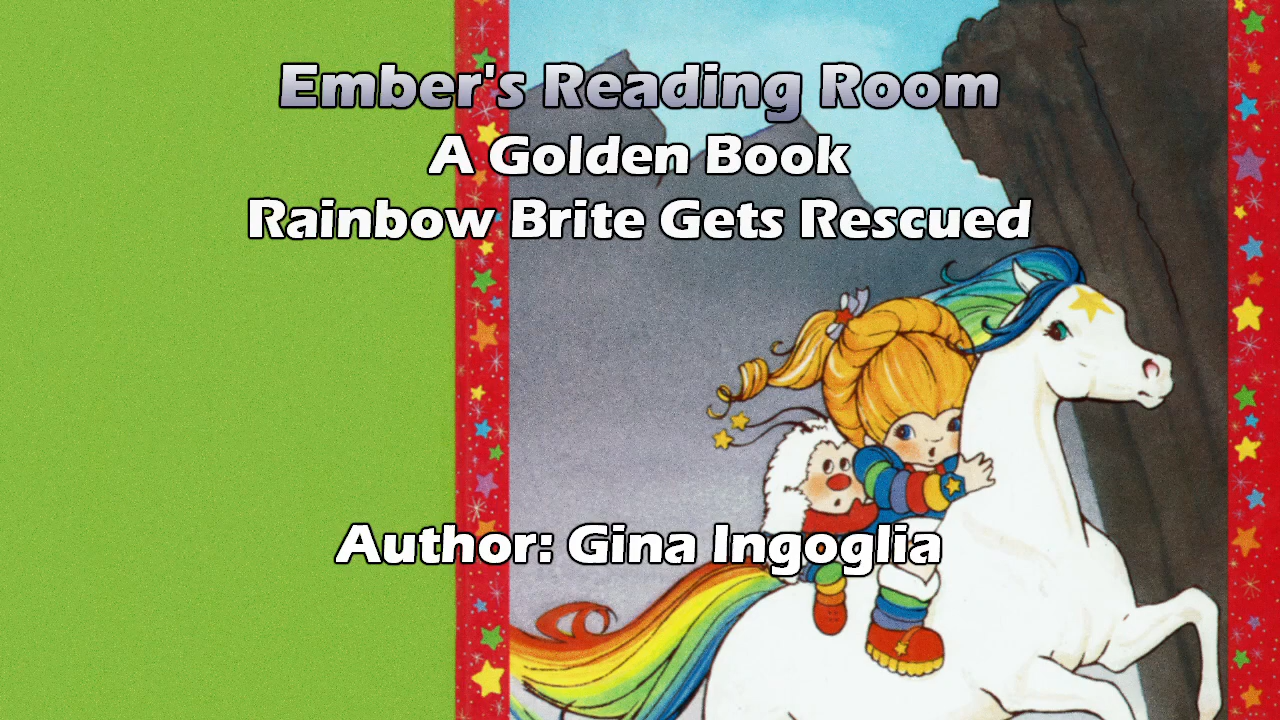 Ember's Reading Room
A Golden Book
Rainbow Brite Gets Rescued
Author: Gina Ingoglia